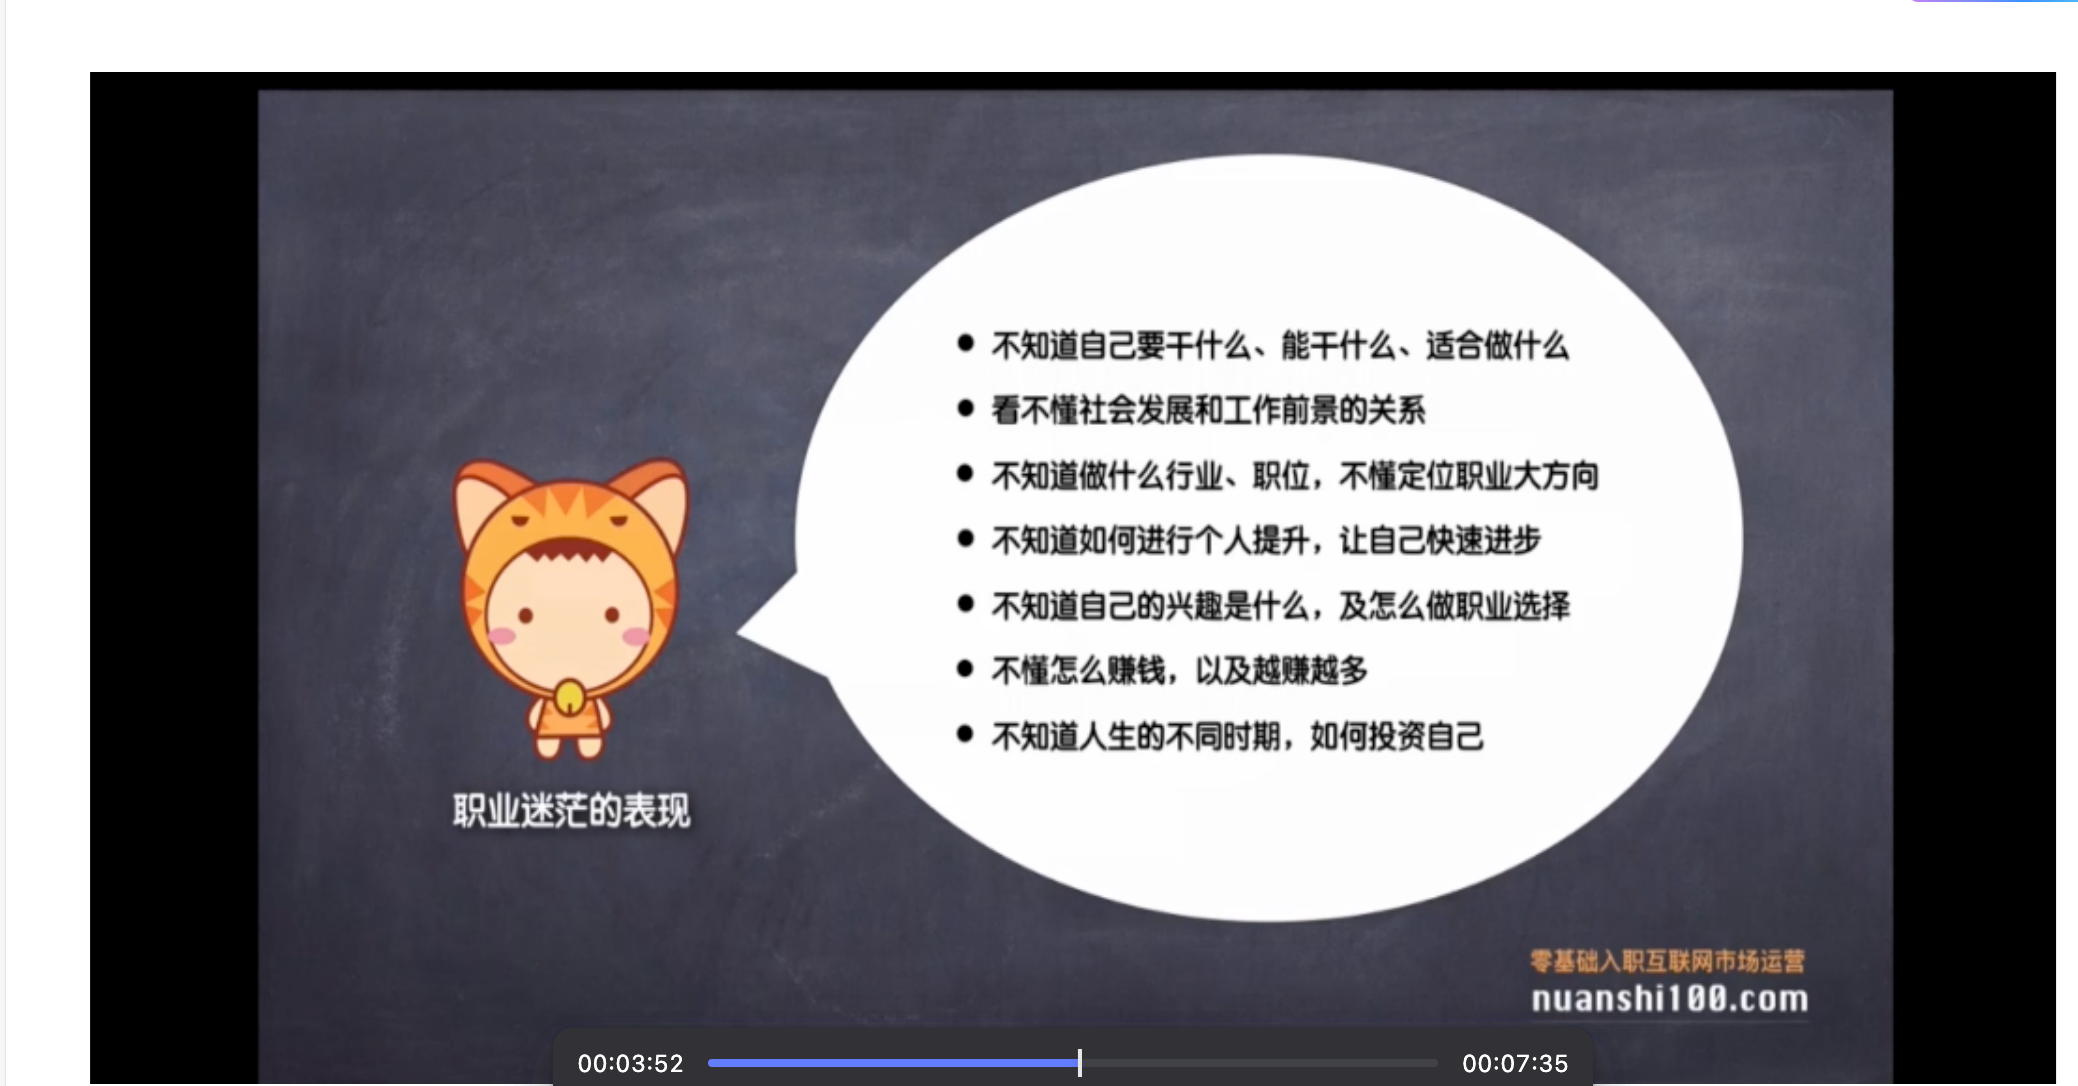 ● 不知道自己要干什么、能干什么、适合做什么
● 看不懂社会发展和工作前景的关系
● 不知道做什么行业、职位，不懂定位职业大方向
● 不知道如何进行个人提升，让自己快速进步
● 不知道自己的兴趣是什么，及怎么做职业选择
● 不懂怎么赚钱，以及越赚越多
● 不知道人生的不同时期，如何投资自己
职业迷茫的表现
零基础入职互联网市场运营
nuanshi100.com
00:03:52 00:07:35